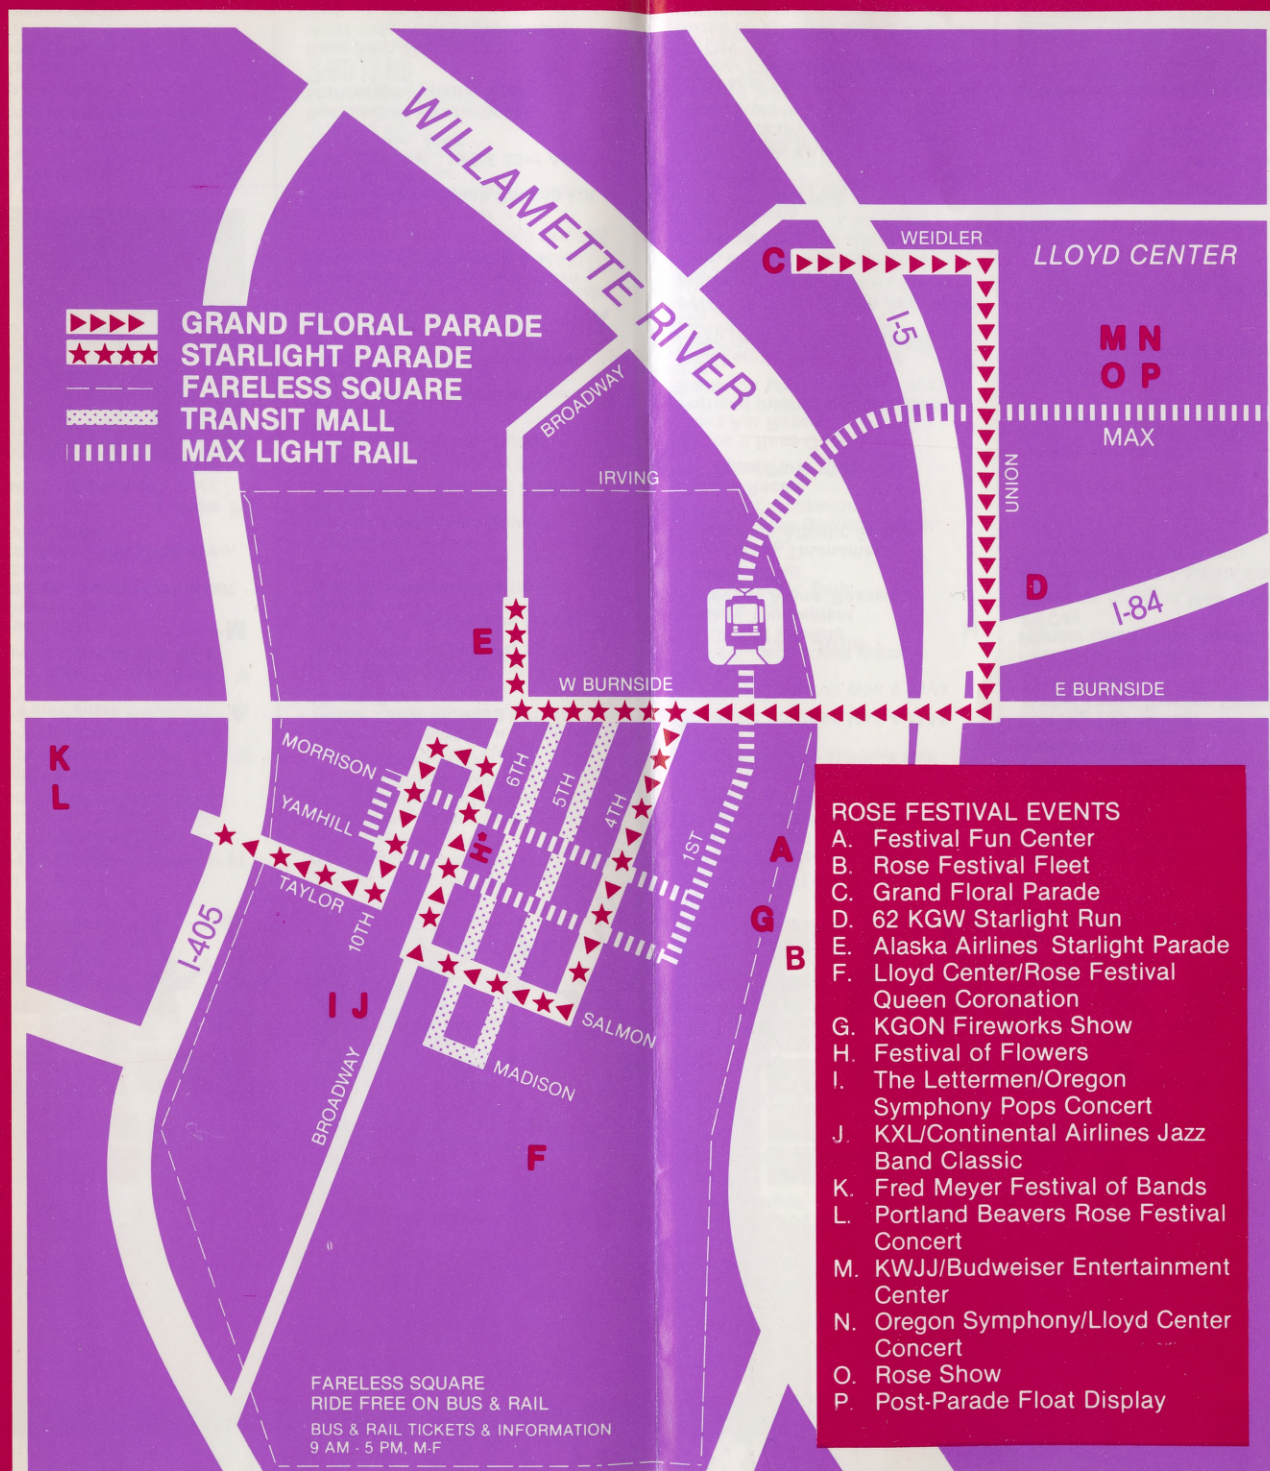 WILLAMETTE RIVER
WEIDLER
LLOYD CENTER
C
I-5
M N
O P
GRAND FLORAL PARADE
STARLIGHT PARADE
FARELESS SQUARE
TRANSIT MALL
MAX LIGHT RAIL
BROADWAY
MAX
IRVING
UNION
D
I-84
E
W BURNSIDE
E BURNSIDE
K
L
MORRISON
YAMHILL
6TH
5TH
4TH
1ST
H
TAYLOR
10TH
I-405
A
G
B
I J
SALMON
MADISON
BROADWAY
F
ROSE FESTIVAL EVENTS
A. Festival Fun Center
B. Rose Festival Fleet
C. Grand Floral Parade
D. 62 KGW Starlight Run
E. Alaska Airlines Starlight Parade
F. Lloyd Center/Rose Festival
Queen Coronation
G. KGON Fireworks Show
H. Festival of Flowers
I. The Lettermen/Oregon
Symphony Pops Concert
J. KXL/Continental Airlines Jazz
Band Classic
K. Fred Meyer Festival of Bands
L. Portland Beavers Rose Festival
Concert
M. KWJJ/Budweiser Entertainment
Center
N. Oregon Symphony/Lloyd Center
Concert
O. Rose Show
P. Post-Parade Float Display
FARELESS SQUARE
RIDE FREE ON BUS & RAIL
BUS & RAIL TICKETS & INFORMATION
9 AM - 5 PM, M-F